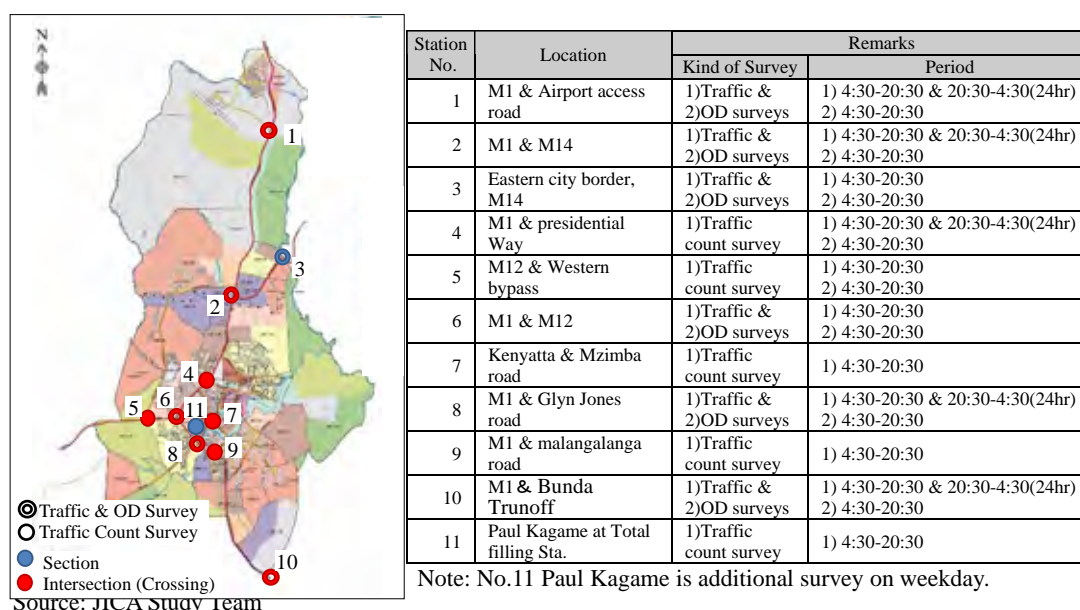 N
1
3
2
4
5
6
11
7
8
9
10
Traffic & OD Survey
Traffic Count Survey
Section
Intersection (Crossing)
Source: JICA Study Team
Station No. Location Remarks
Kind of Survey Period
1 M1 & Airport access 1)Traffic & 1) 4:30-20:30 & 20:30-4:30(24hr)
road 2)OD surveys 2) 4:30-20:30
2 M1 & M14 1)Traffic & 1) 4:30-20:30 & 20:30-4:30(24hr)
2)OD surveys 2) 4:30-20:30
3 Eastern city border, 1)Traffic & 1) 4:30-20:30
M14 2)OD surveys 2) 4:30-20:30
4 M1 & presidential 1)Traffic 1) 4:30-20:30 & 20:30-4:30(24hr)
Way count survey 2) 4:30-20:30
5 M12 & Western 1)Traffic 1) 4:30-20:30
bypass count survey 2) 4:30-20:30
6 M1 & M12 1)Traffic & 1) 4:30-20:30
2)OD surveys 2) 4:30-20:30
7 Kenyatta & Mzimba 1)Traffic 1) 4:30-20:30
road count survey
8 M1 & Glyn Jones 1)Traffic & 1) 4:30-20:30 & 20:30-4:30(24hr)
road 2)OD surveys 2) 4:30-20:30
9 M1 & malangalanga 1)Traffic 1) 4:30-20:30
road count survey
10 M1& Bunda 1)Traffic & 1) 4:30-20:30 & 20:30-4:30(24hr)
Trunoff 2)OD surveys 2) 4:30-20:30
11 Paul Kagame at Total 1)Traffic 1) 4:30-20:30
filling Sta. count survey
Note: No.11 Paul Kagame is additional survey on weekday.